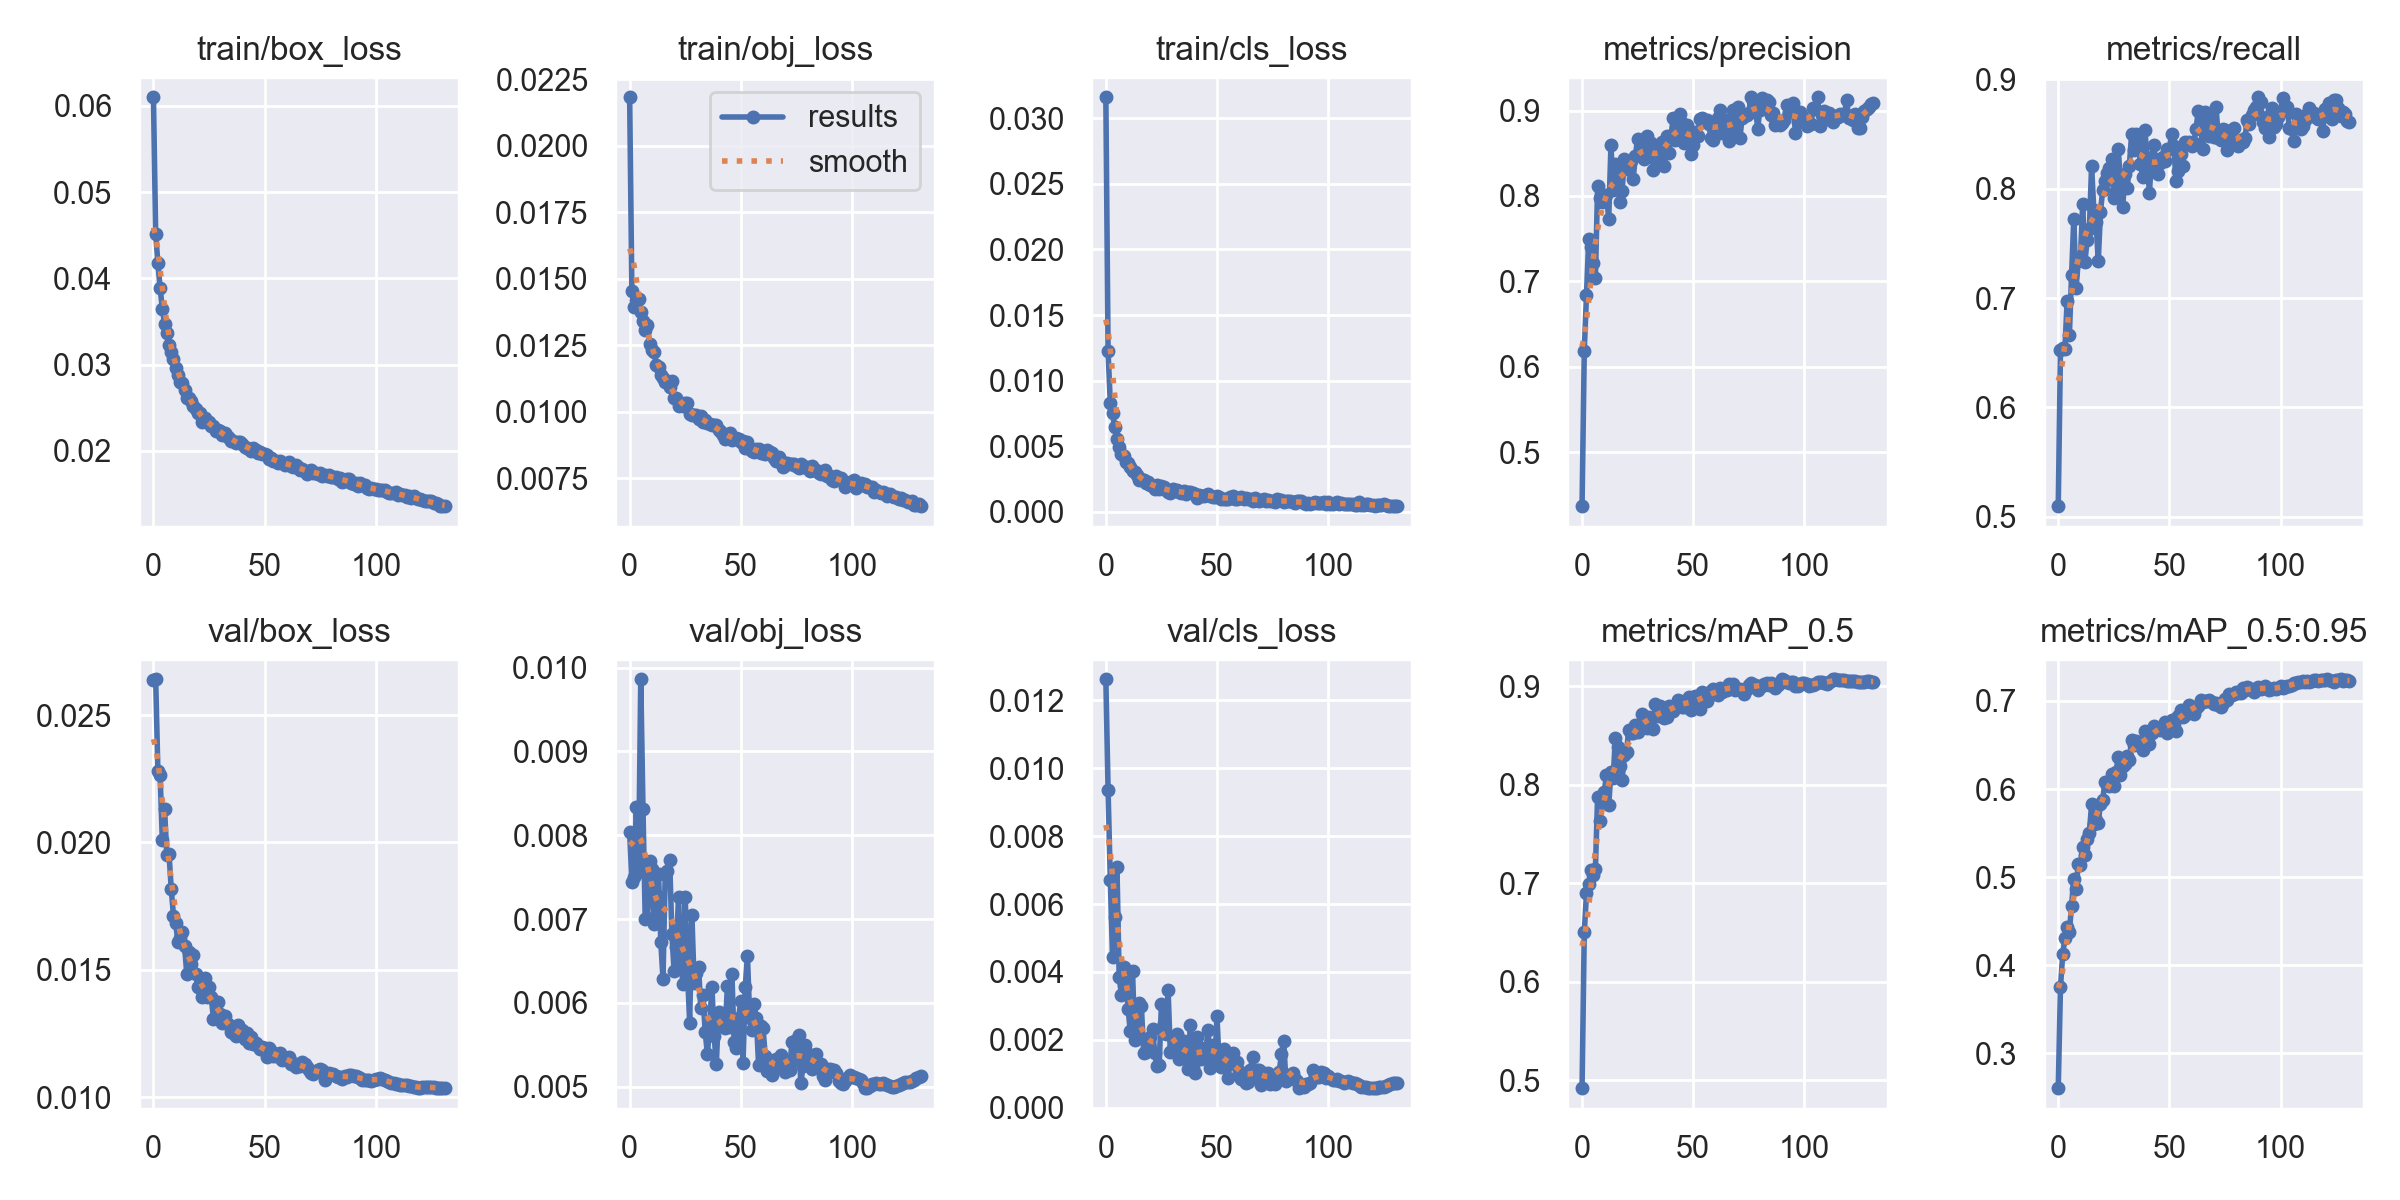 train/box_loss
0.06
0.05
0.04
0.03
0.02
0 50 100
train/obj_loss
results
smooth
0.0225
0.0200
0.0175
0.0150
0.0125
0.0100
0.0075
0 50 100
train/cls_loss
0.030
0.025
0.020
0.015
0.010
0.005
0.000
0 50 100
metrics/precision
0.9
0.8
0.7
0.6
0.5
0 50 100
metrics/recall
0.9
0.8
0.7
0.6
0.5
0 50 100
val/box_loss
0.025
0.020
0.015
0.010
0 50 100
val/obj_loss
0.010
0.009
0.008
0.007
0.006
0.005
0 50 100
val/cls_loss
0.012
0.010
0.008
0.006
0.004
0.002
0.000
0 50 100
metrics/mAP_0.5
0.9
0.8
0.7
0.6
0.5
0 50 100
metrics/mAP_0.5:0.95
0.7
0.6
0.5
0.4
0.3
0 50 100